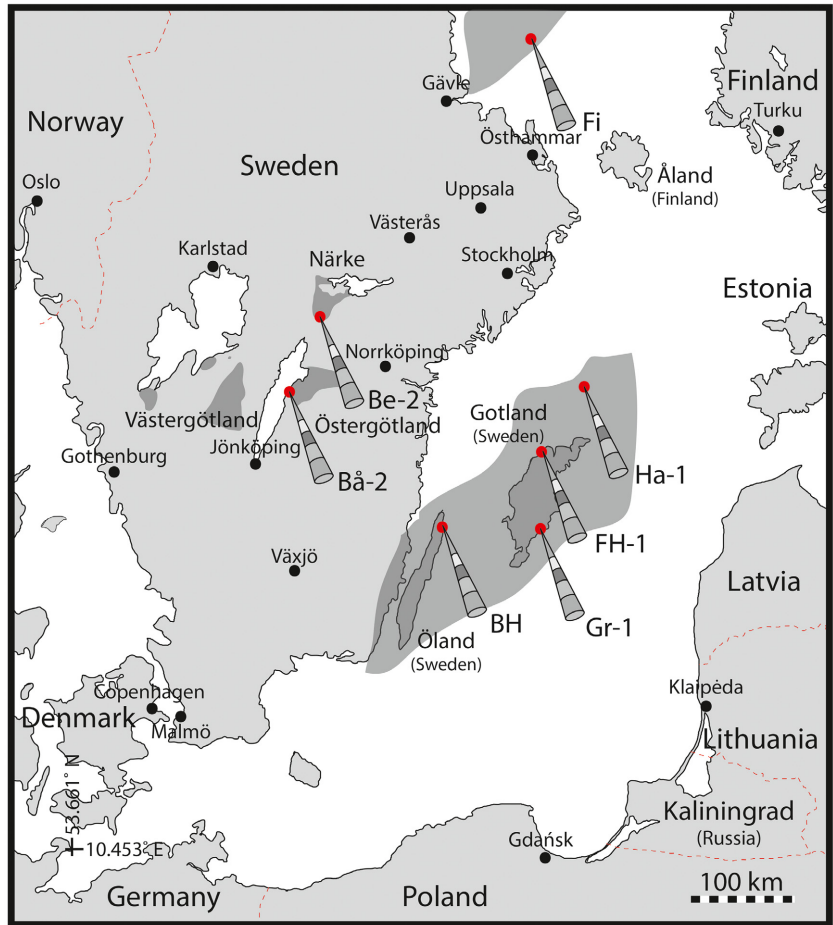 Gävle
Finland
Turku
Norway
Fi
Östhammar
Sweden
Åland
(Finland)
Oslo
Uppsala
Västerås
Karlstad
Närke
Stockholm
Estonia
Norrköping
Be-2
Västergötland
Östergötland
Gotland
(Sweden)
Jönköping
Gothenburg
Bå-2
Ha-1
FH-1
Växjö
Latvia
BH
Gr-1
Öland
(Sweden)
Klaipėda
Copenhagen
Denmark
Malmö
Lithuania
53.661° N
10.453° E
Kaliningrad
(Russia)
Gdańsk
100 km
Germany
Poland